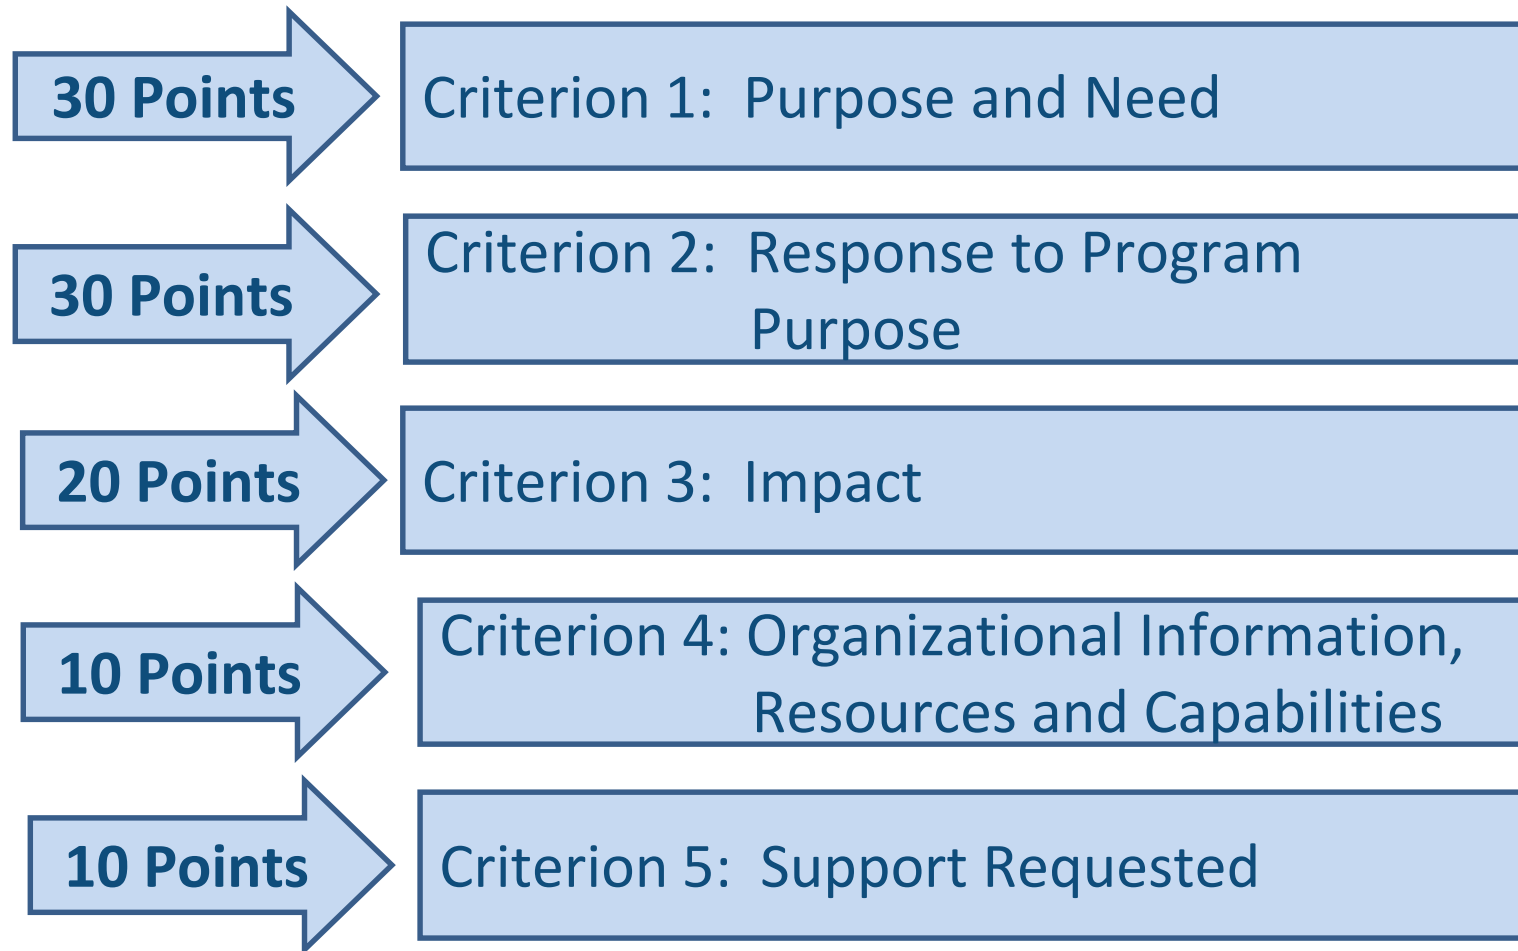 30 Points
Criterion 1:  Purpose and Need
30 Points
Criterion 2:  Response to Program
Purpose
20 Points
Criterion 3:  Impact
10 Points
Criterion 4: Organizational Information,
Resources and Capabilities
10 Points
Criterion 5:  Support Requested